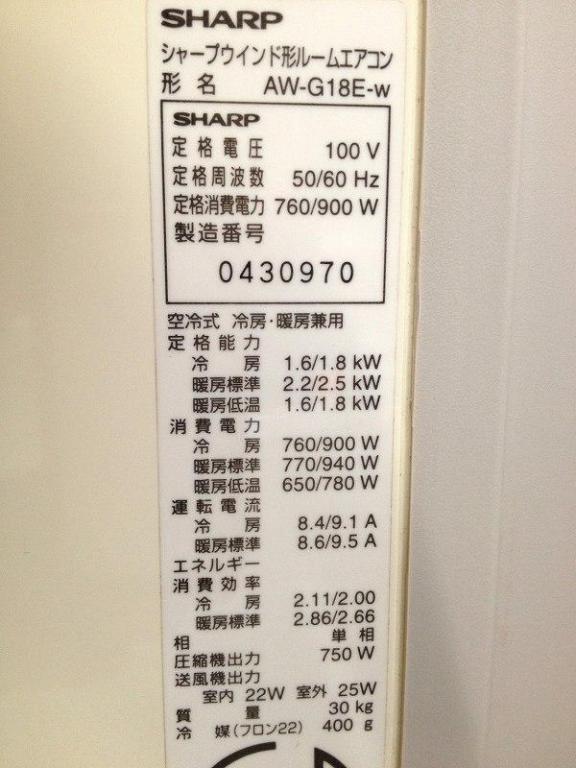 SHARP
シャープウインド形ルームエアコン
形名 AW-G18E-w
SHARP
定格電圧 100 V
定格周波数 50/60 Hz
定格消費電力 760/900 W
製造番号
0430970
空冷式 冷房・暖房兼用
定格能力
冷房 1.6/1.8 kW
暖房標準 2.2/2.5 kW
暖房低温 1.6/1.8 kW
消費電力
冷房 760/900 W
暖房標準 770/940 W
暖房低温 650/780 W
運転電流
冷房 8.4/9.1 A
暖房標準 8.6/9.5 A
エネルギー
消費効率
冷房 2.11/2.00
暖房標準 2.86/2.66
相 単相
圧縮機出力 750 W
送風機出力
室内 22W 室外 25W
質量 30 kg
冷媒(フロン22) 400 g